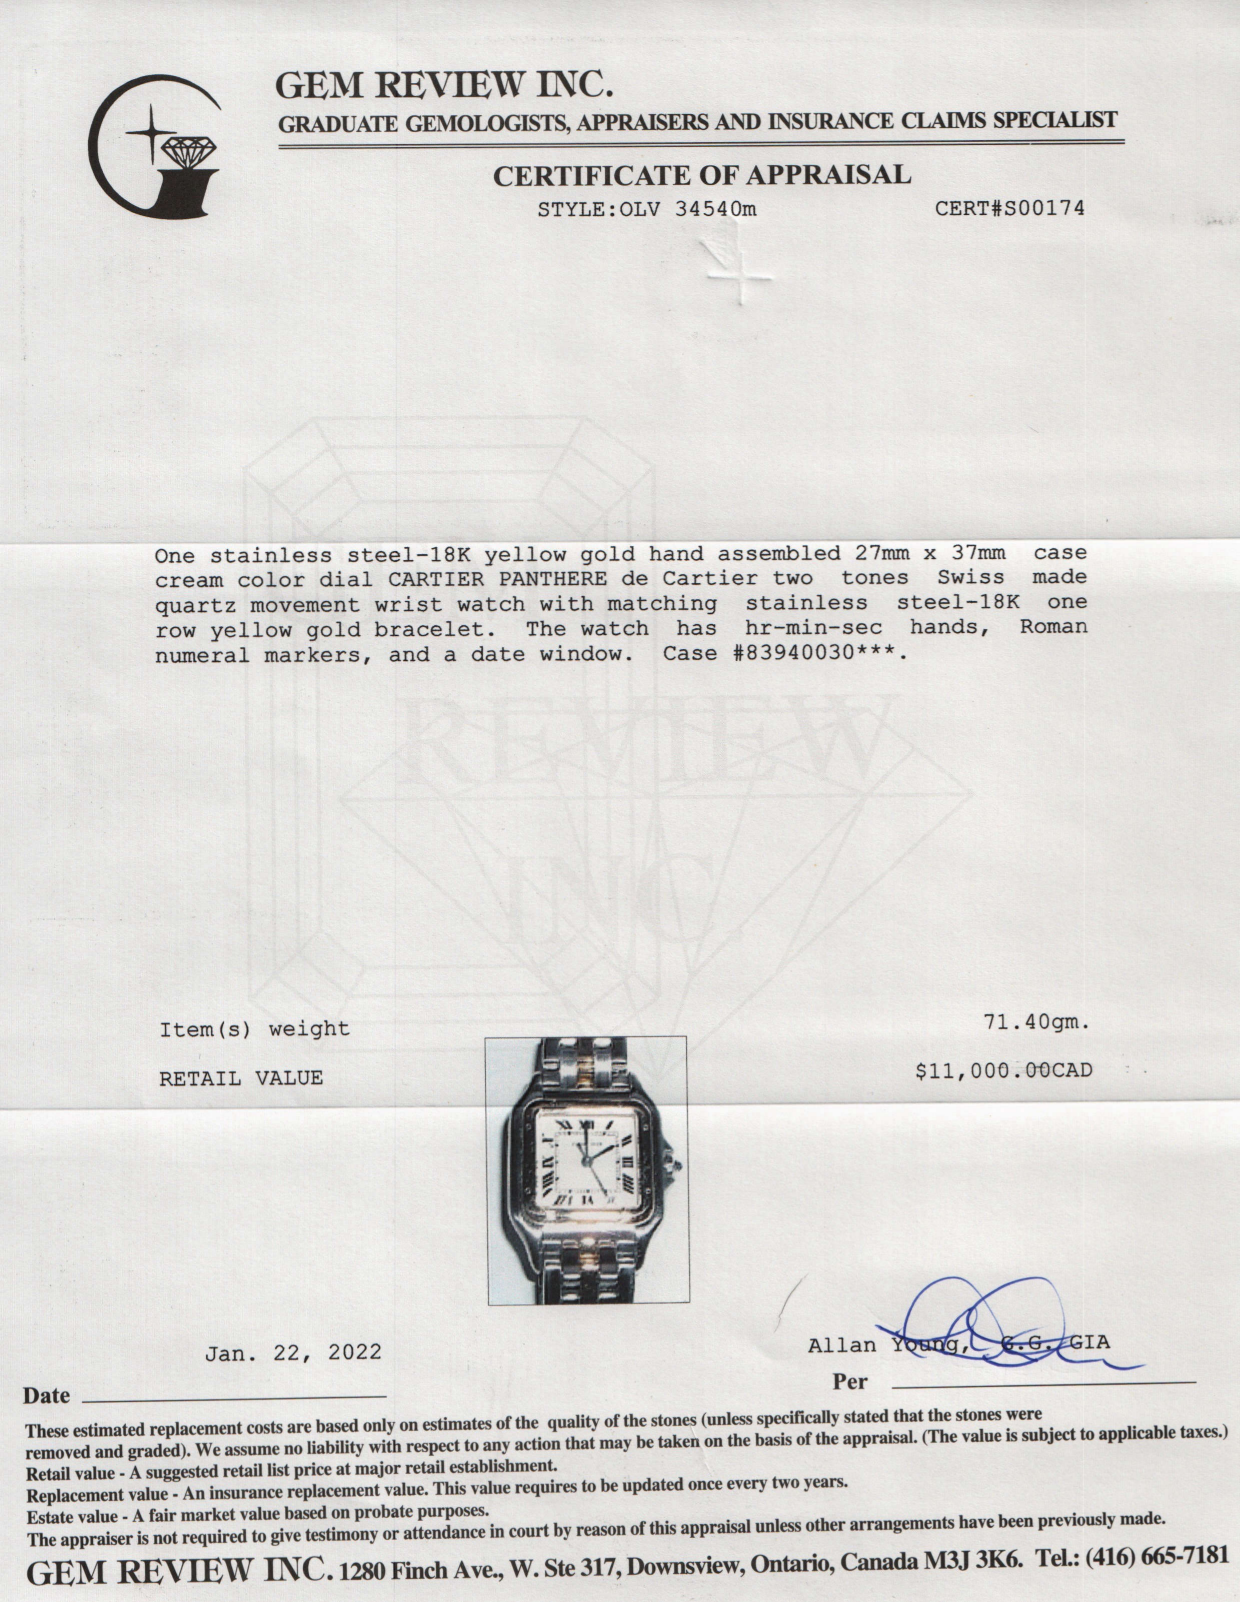 GEM REVIEW INC.
GRADUATE GEMOLOGISTS, APPRAISERS AND INSURANCE CLAIMS SPECIALIST
CERTIFICATE OF APPRAISAL
STYLE:OLV 34540m CERT#S00174
One stainless steel-18K yellow gold hand assembled 27mm x 37mm case
cream color dial CARTIER PANTHERE de Cartier two tones Swiss made
quartz movement wrist watch with matching stainless steel-18K one
row yellow gold bracelet. The watch has hr-min-sec hands, Roman
numeral markers, and a date window. Case #83940030***.
REVIEW
INC.
Item(s) weight 71.40gm.
RETAIL VALUE $11,000.00CAD
Jan. 22, 2022 Allan Young, G.G. GIA
Date Per
These estimated replacement costs are based only on estimates of the quality of the stones (unless specifically stated that the stones were
removed and graded). We assume no liability with respect to any action that may be taken on the basis of the appraisal. (The value is subject to applicable taxes.)
Retail value - A suggested retail list price at major retail establishment.
Replacement value - An insurance replacement value. This value requires to be updated once every two years.
Estate value - A fair market value based on probate purposes.
The appraiser is not required to give testimony or attendance in court by reason of this appraisal unless other arrangements have been previously made.
GEM REVIEW INC. 1280 Finch Ave., W. Ste 317, Downsview, Ontario, Canada M3J 3K6. Tel.: (416) 665-7181